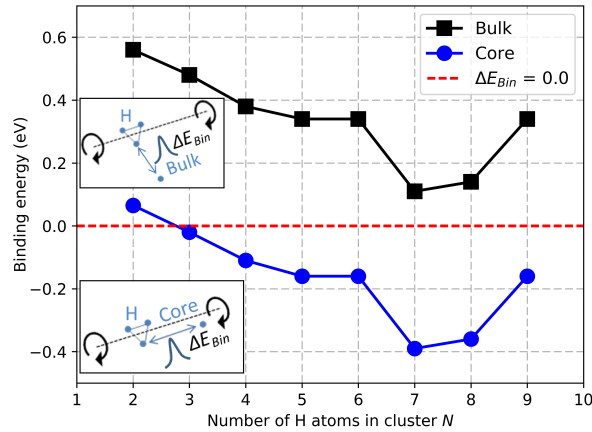 Bulk
Core
ΔE_Bin = 0.0
Binding energy (eV)
0.6
0.4
0.2
0.0
−0.2
−0.4
H
ΔE_Bin
Bulk
H
Core
ΔE_Bin
1 2 3 4 5 6 7 8 9 10
Number of H atoms in cluster N